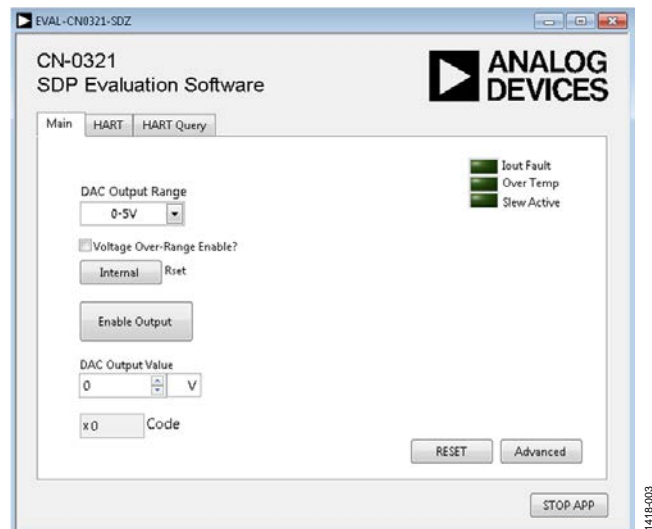 EVAL-CN0321-SDZ
CN-0321
SDP Evaluation Software
ANALOG
DEVICES
Main
HART
HART Query
Iout Fault
Over Temp
Slew Active
DAC Output Range
0-5V
Voltage Over-Range Enable?
Internal
Rset
Enable Output
DAC Output Value
0
V
x0
Code
RESET
Advanced
STOP APP
1418-003